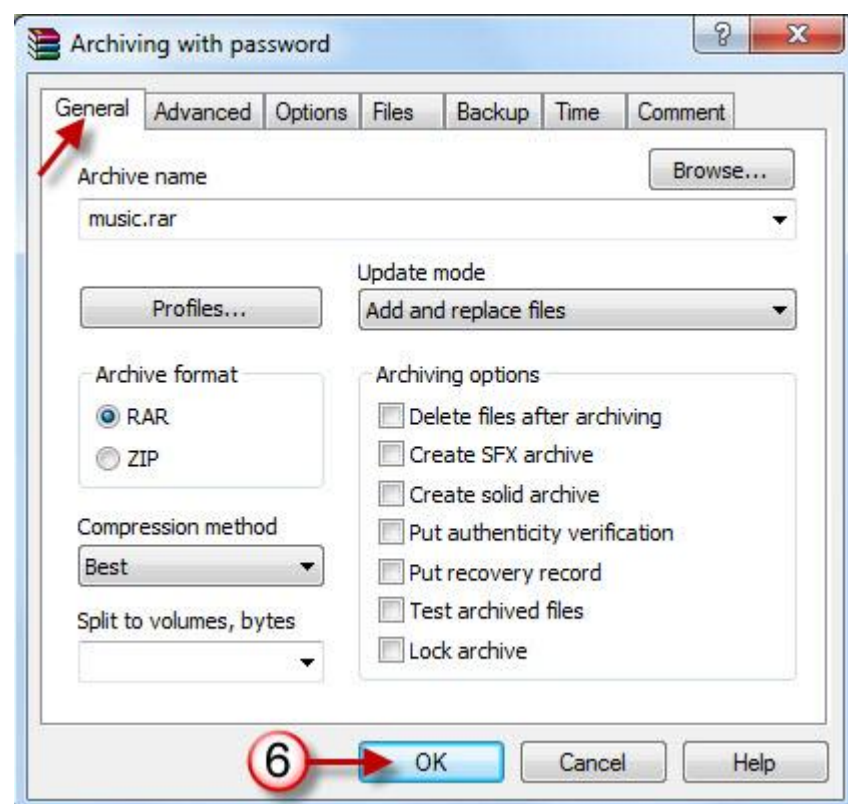 Archiving with password
General Advanced Options Files Backup Time Comment
Archive name
Browse...
music.rar
Update mode
Profiles...
Add and replace files
Archive format
RAR
ZIP
Compression method
Best
Split to volumes, bytes
Archiving options
Delete files after archiving
Create SFX archive
Create solid archive
Put authenticity verification
Put recovery record
Test archived files
Lock archive
6
OK Cancel Help